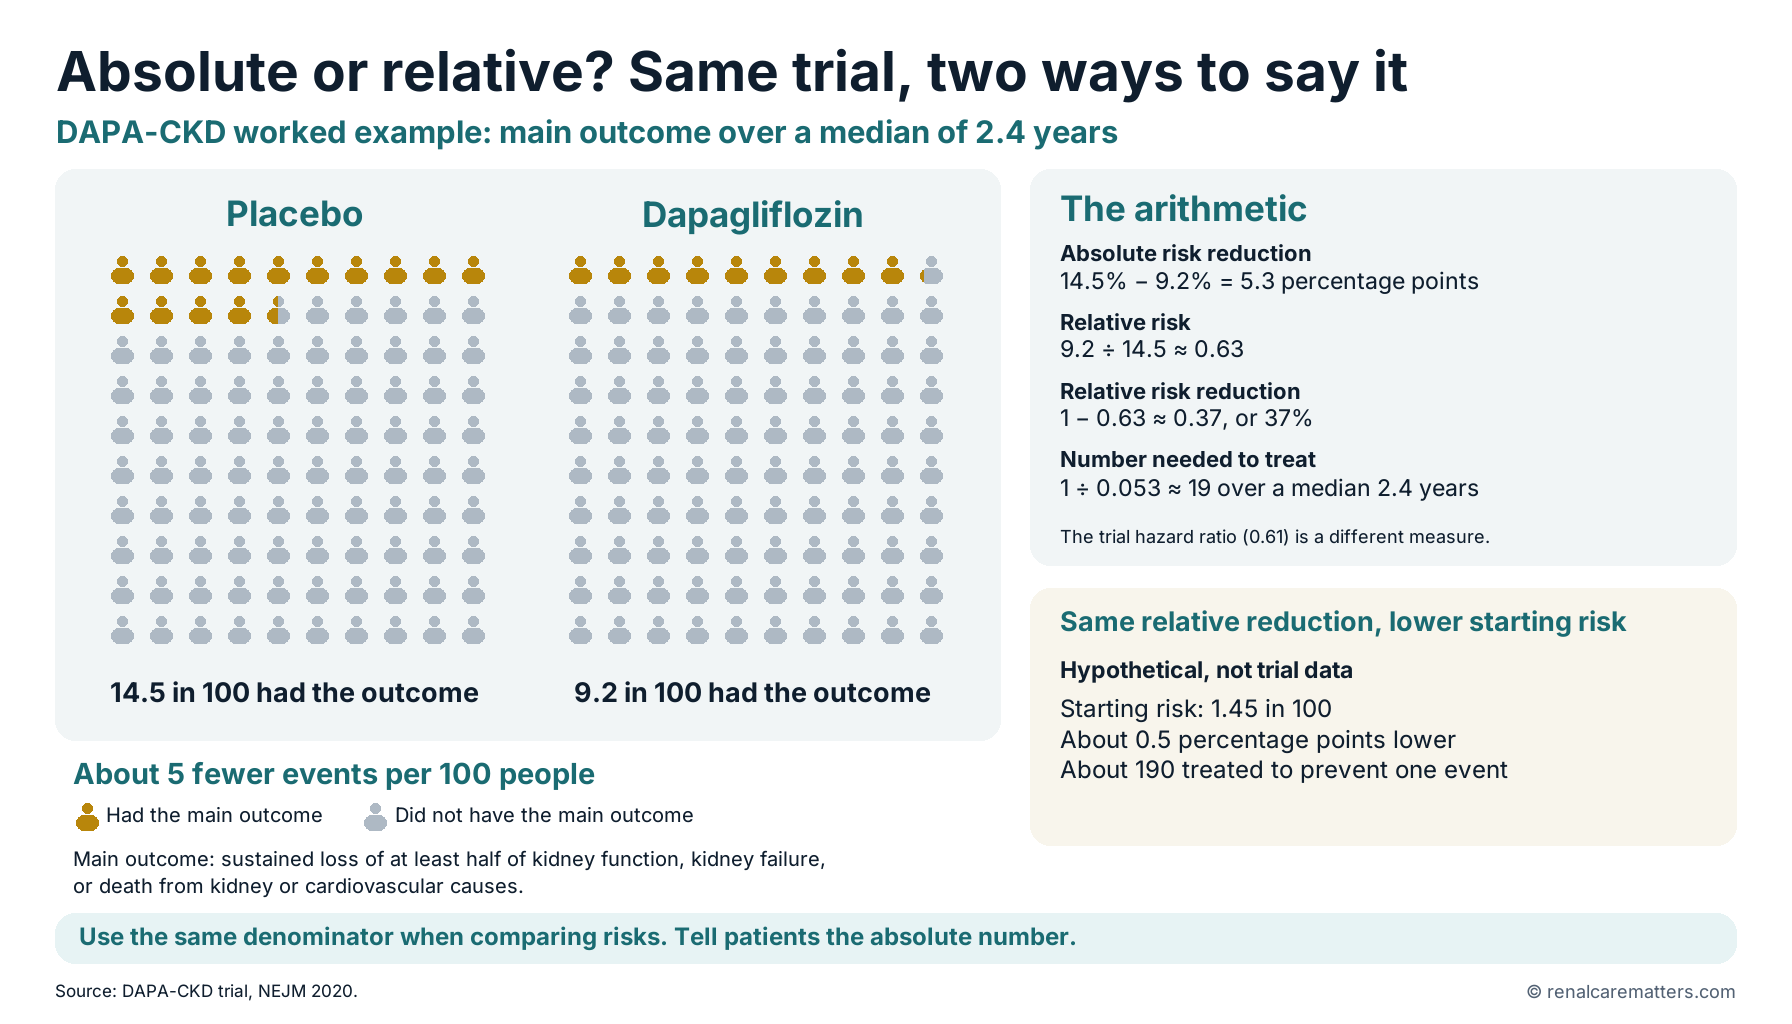 Absolute or relative? Same trial, two ways to say it
DAPA-CKD worked example: main outcome over a median of 2.4 years
Placebo
Dapagliflozin
14.5 in 100 had the outcome
9.2 in 100 had the outcome
About 5 fewer events per 100 people
Had the main outcome
Did not have the main outcome
Main outcome: sustained loss of at least half of kidney function, kidney failure,
or death from kidney or cardiovascular causes.
The arithmetic
Absolute risk reduction
14.5% − 9.2% = 5.3 percentage points
Relative risk
9.2 ÷ 14.5 ≈ 0.63
Relative risk reduction
1 − 0.63 ≈ 0.37, or 37%
Number needed to treat
1 ÷ 0.053 ≈ 19 over a median 2.4 years
The trial hazard ratio (0.61) is a different measure.
Same relative reduction, lower starting risk
Hypothetical, not trial data
Starting risk: 1.45 in 100
About 0.5 percentage points lower
About 190 treated to prevent one event
Use the same denominator when comparing risks. Tell patients the absolute number.
Source: DAPA-CKD trial, NEJM 2020.
© renalcarematters.com